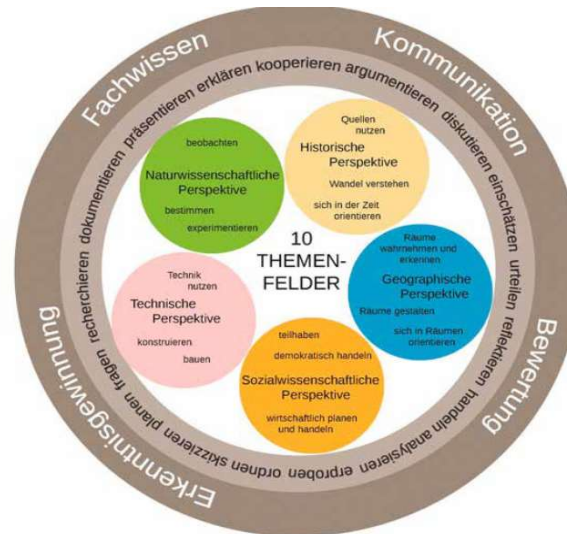 Fachwissen
Kommunikation
Bewertung
Erkenntnisgewinnung
recherchieren dokumentieren präsentieren erklären kooperieren argumentieren diskutieren einschätzen urteilen reflektieren handeln analysieren erproben ordnen skizzieren planen fragen
beobachten
Naturwissenschaftliche
Perspektive
bestimmen
experimentieren
Quellen
nutzen
Historische
Perspektive
Wandel verstehen
sich in der Zeit
orientieren
10
THEMEN-
FELDER
Räume
wahrnehmen und
erkennen
Geographische
Perspektive
Räume gestalten
sich in Räumen
orientieren
Technik
nutzen
Technische
Perspektive
konstruieren
bauen
teilhaben
demokratisch handeln
Sozialwissenschaftliche
Perspektive
wirtschaftlich planen
und handeln